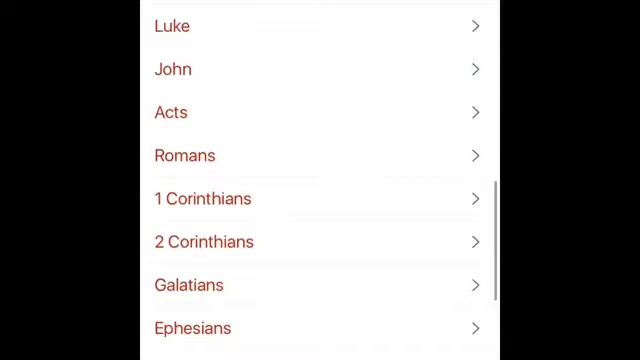 Luke
John
Acts
Romans
1 Corinthians
2 Corinthians
Galatians
Ephesians